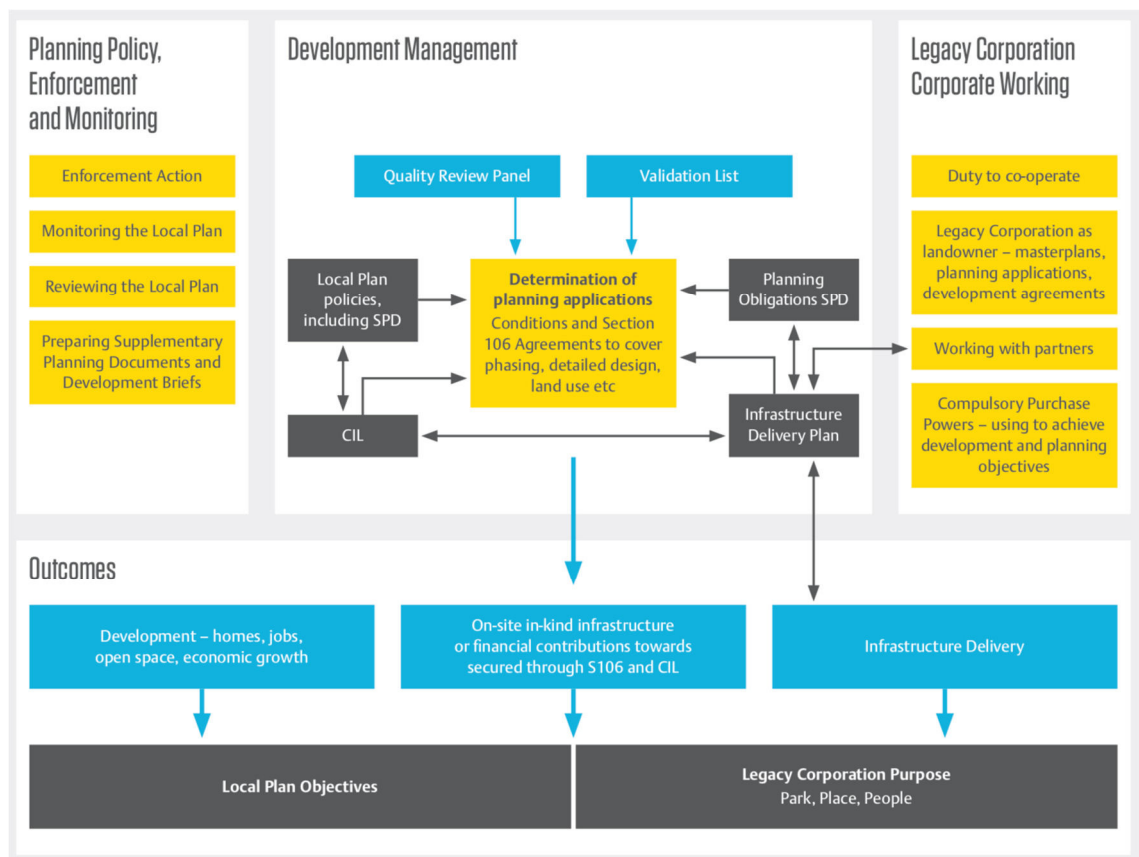 Planning Policy,
Enforcement
and Monitoring
Enforcement Action
Monitoring the Local Plan
Reviewing the Local Plan
Preparing Supplementary
Planning Documents and
Development Briefs
Development Management
Quality Review Panel
Validation List
Local Plan
policies,
including SPD
Determination of
planning applications
Conditions and Section
106 Agreements to cover
phasing, detailed design,
land use etc
Planning
Obligations SPD
CIL
Infrastructure
Delivery Plan
Legacy Corporation
Corporate Working
Duty to co-operate
Legacy Corporation as
landowner – masterplans,
planning applications,
development agreements
Working with partners
Compulsory Purchase
Powers – using to achieve
development and planning
objectives
Outcomes
Development – homes, jobs,
open space, economic growth
On-site in-kind infrastructure
or financial contributions towards
secured through S106 and CIL
Infrastructure Delivery
Local Plan Objectives
Legacy Corporation Purpose
Park, Place, People